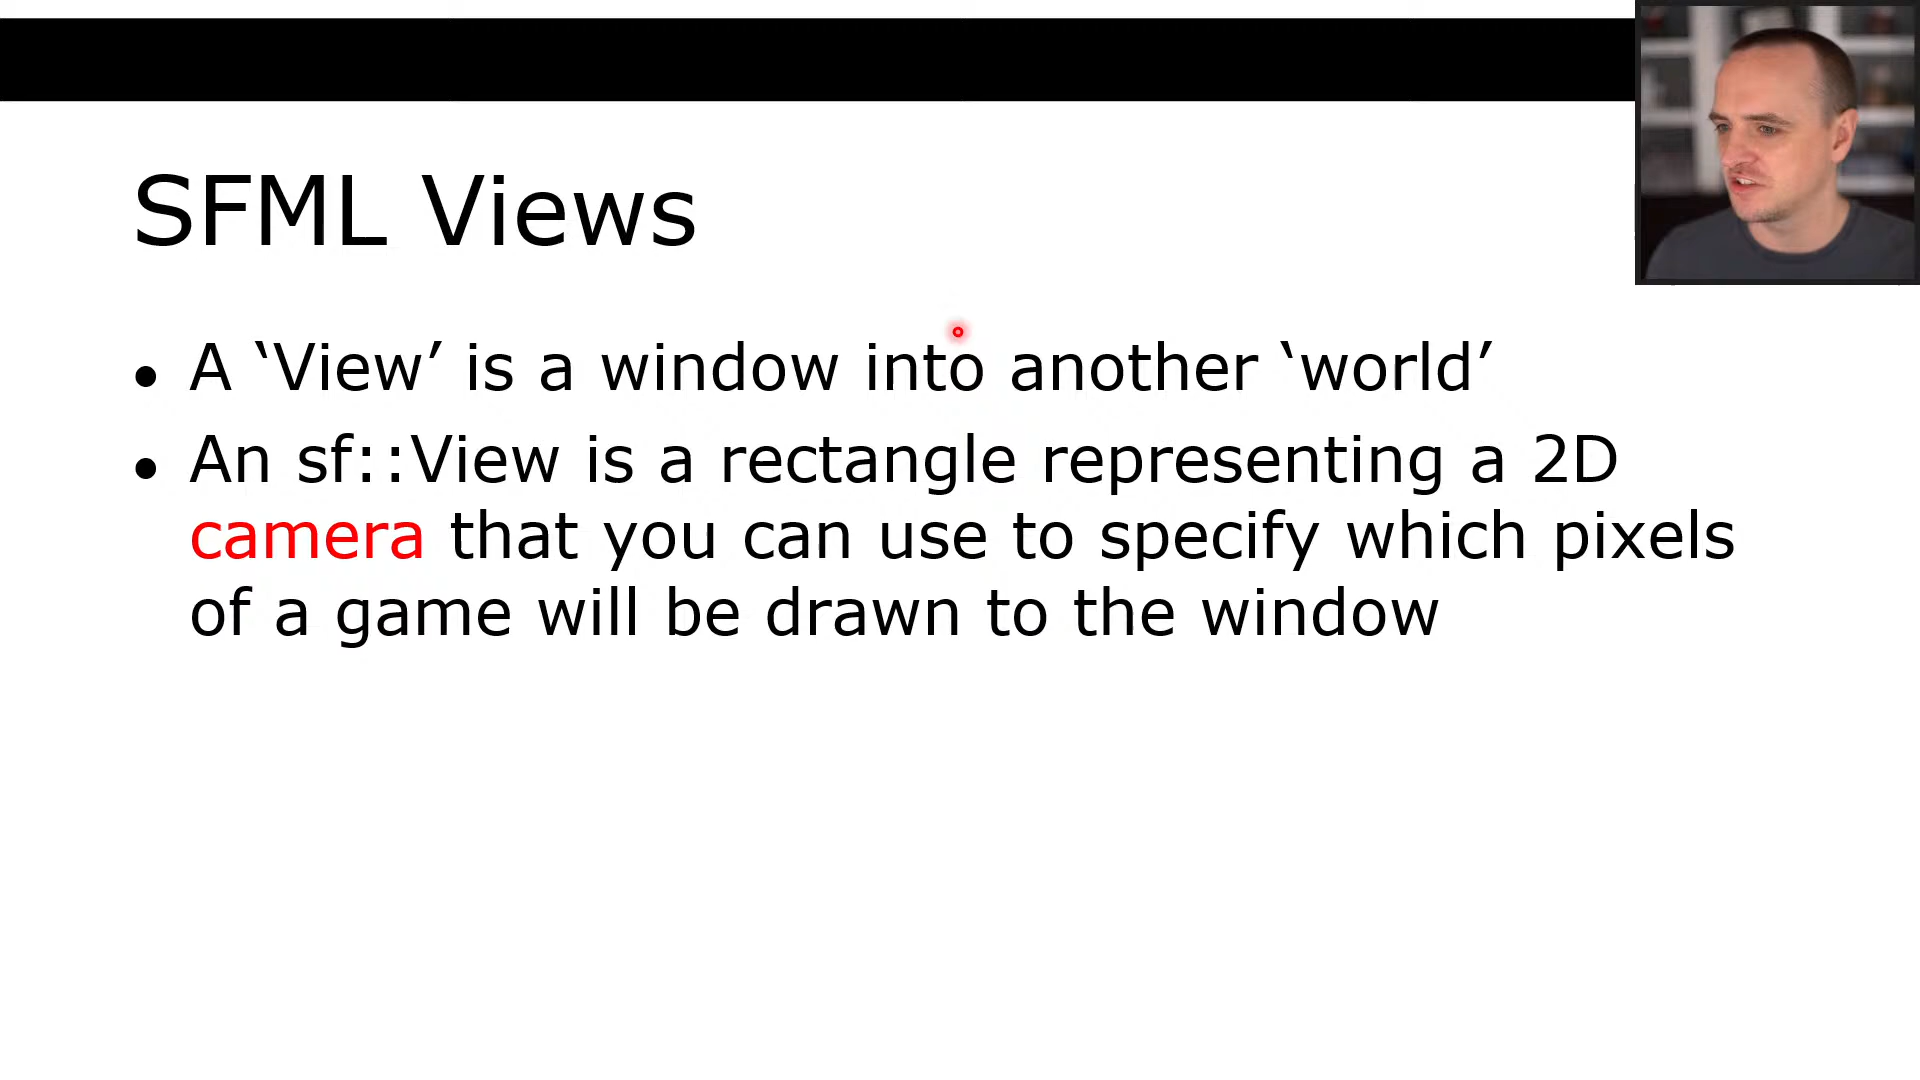 SFML Views
• A ‘View’ is a window into another ‘world’
• An sf::View is a rectangle representing a 2D
camera that you can use to specify which pixels
of a game will be drawn to the window